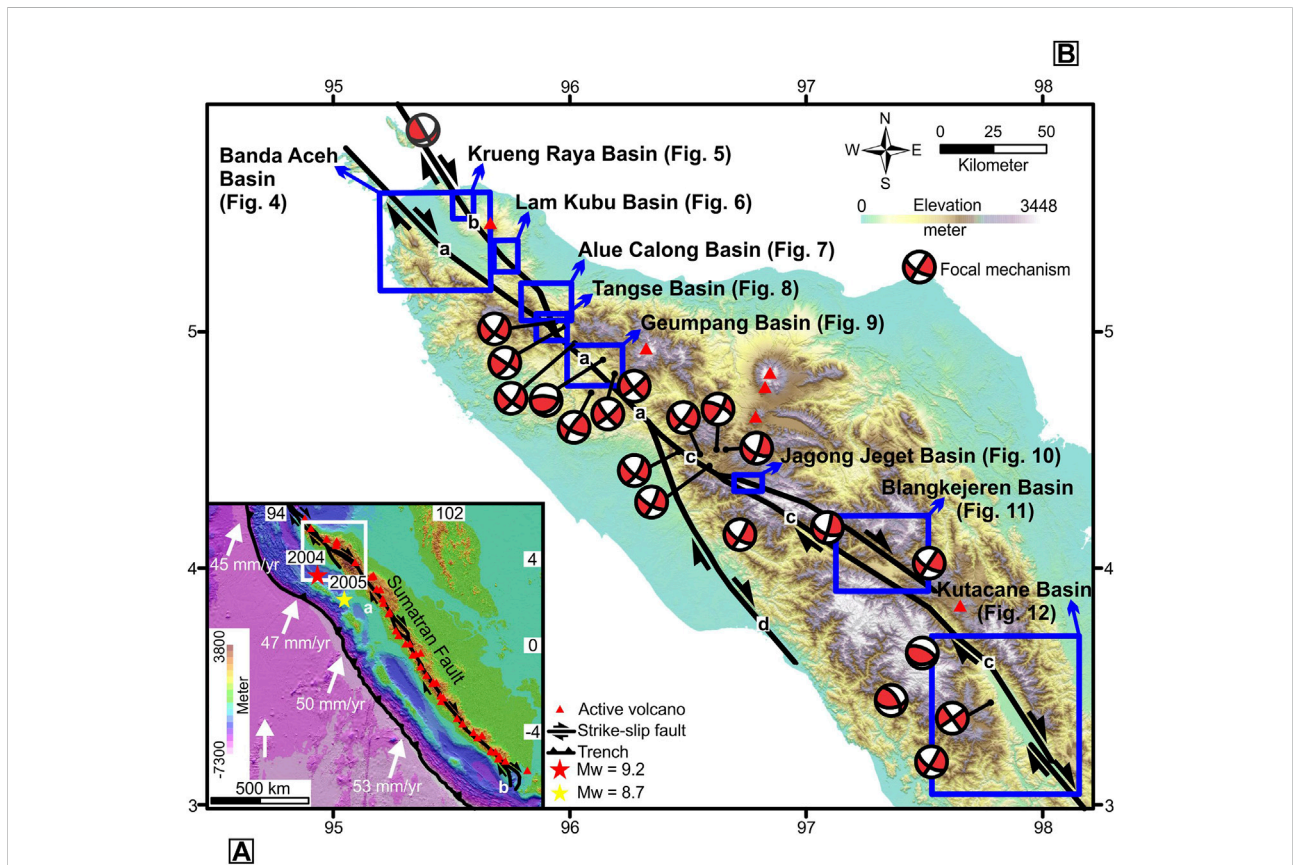 B
95
96
97
98
Banda Aceh
Basin
(Fig. 4)
Krueng Raya Basin (Fig. 5)
Lam Kubu Basin (Fig. 6)
Alue Calong Basin (Fig. 7)
Tangse Basin (Fig. 8)
Geumpang Basin (Fig. 9)
N
W
E
S
0
25
50
Kilometer
0
Elevation
3448
meter
Focal mechanism
b
a
5
5
a
a
c
Jagong Jeget Basin (Fig. 10)
Blangkejeren Basin
(Fig. 11)
c
4
4
Kutacane Basin
(Fig. 12)
d
c
94
102
45 mm/yr
2004
2005
4
a
Sumatran Fault
47 mm/yr
0
50 mm/yr
3800
Meter
-7300
-4
53 mm/yr
500 km
b
Active volcano
Strike-slip fault
Trench
Mw = 9.2
Mw = 8.7
3
3
95
96
97
98
A